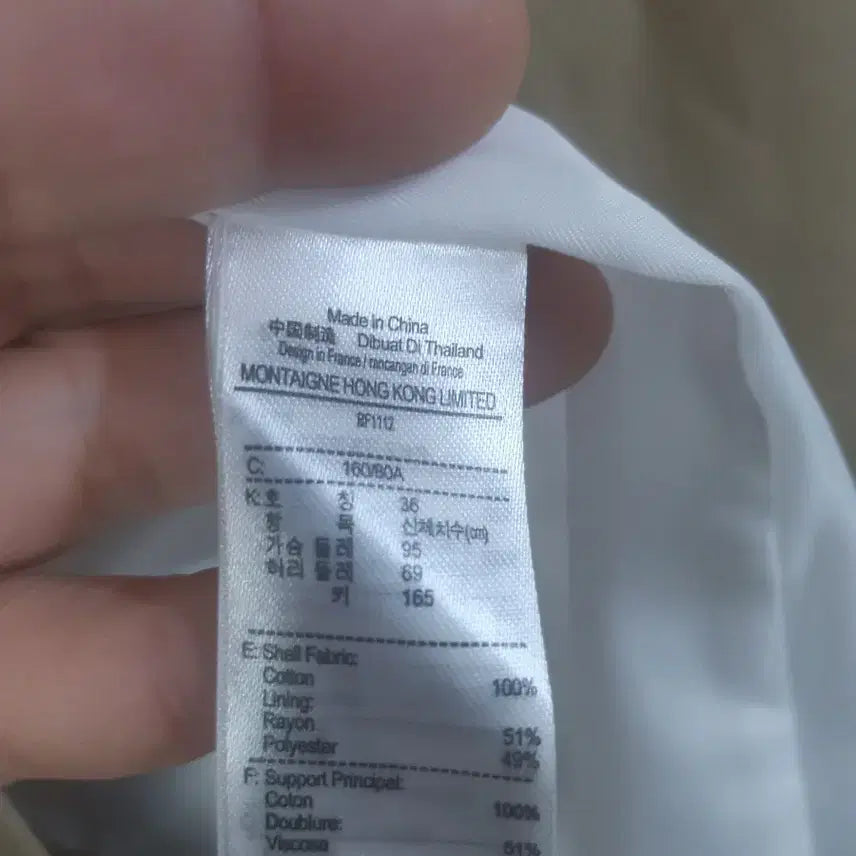 Made in China
中国制造 Dibuat Di Thailand
Design in France / rancangan di France
MONTAIGNE HONG KONG LIMITED
BF1112
C: 160/80A
K: 호 칭 36
항 목 신체치수(cm)
가슴 둘레 95
허리 둘레 69
키 165
E: Shell Fabric:
Cotton 100%
Lining:
Rayon 51%
Polyester 49%
F: Support Principal:
Coton 100%
Doublure:
Viscose 51%